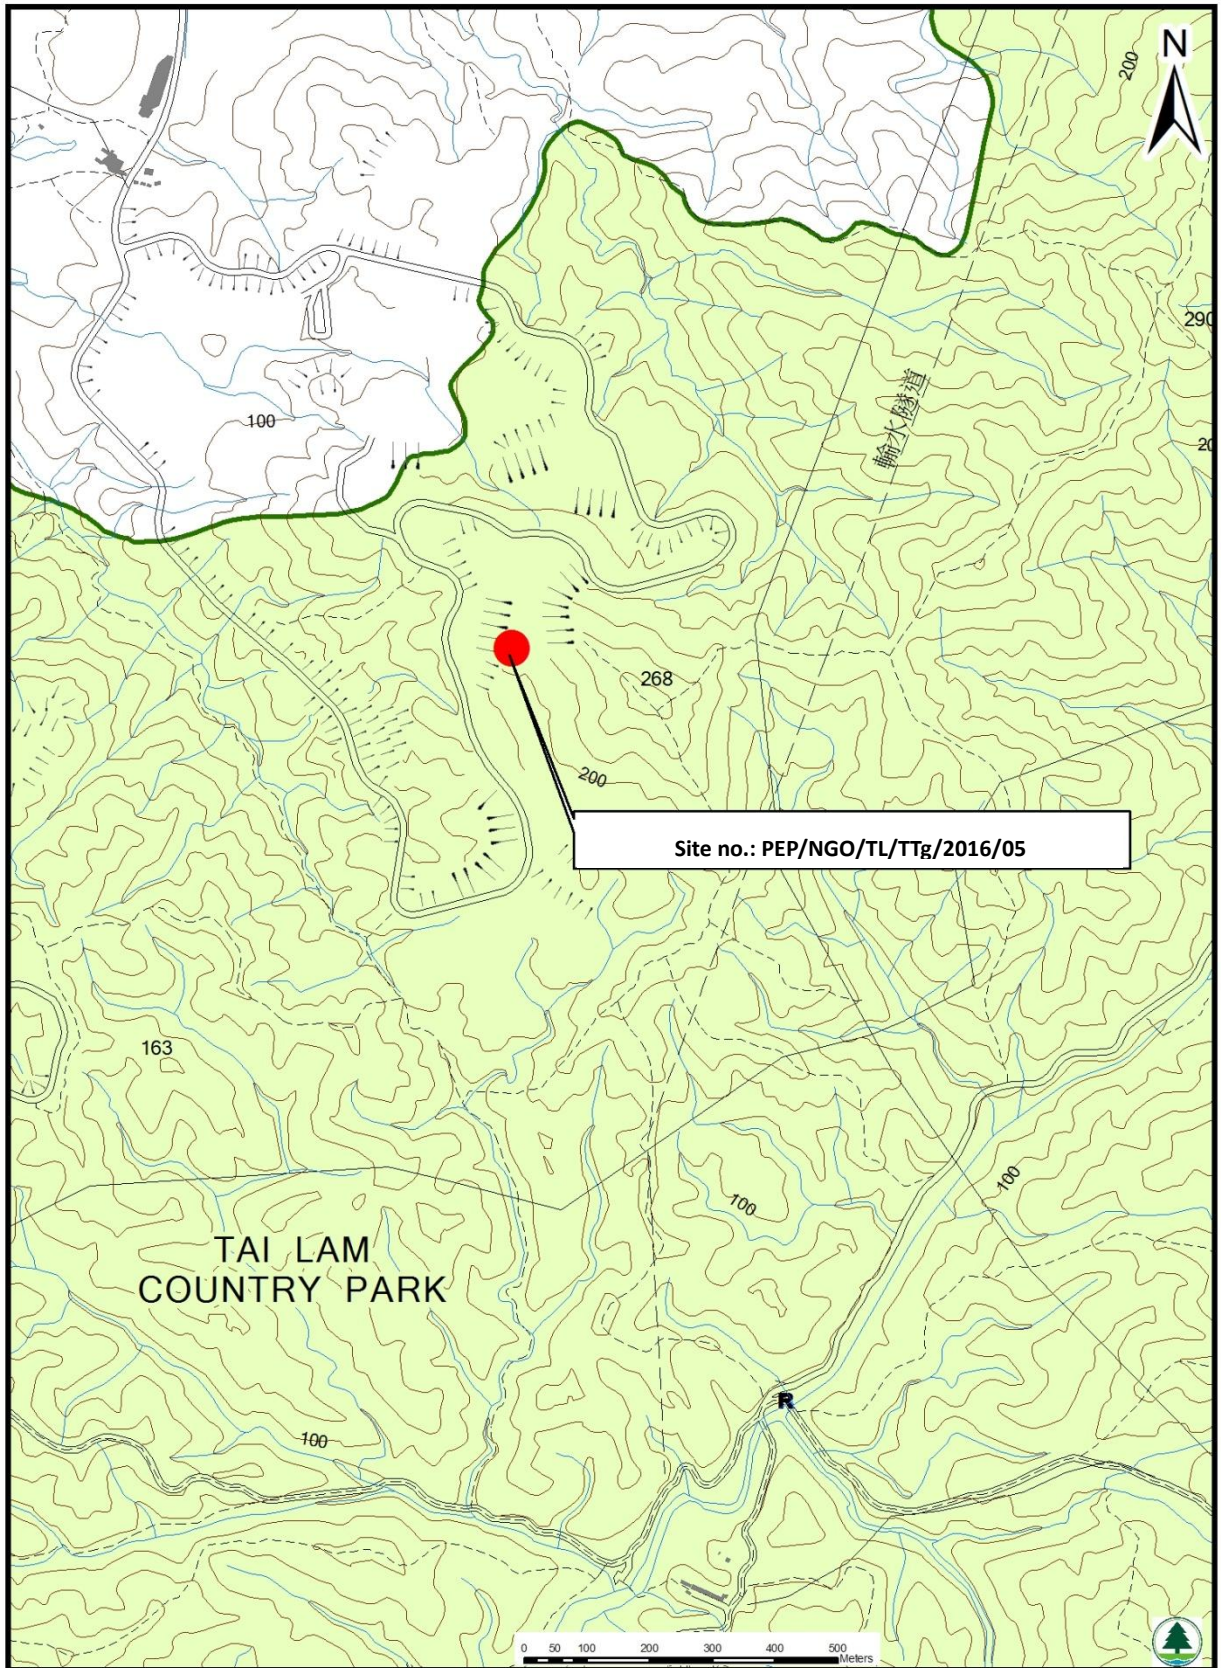 N
200
290
輸水隧道
100
20
268
200
Site no.: PEP/NGO/TL/TTg/2016/05
163
100
100
TAI LAM
COUNTRY PARK
R
100
0 50 100 200 300 400 500
Meters